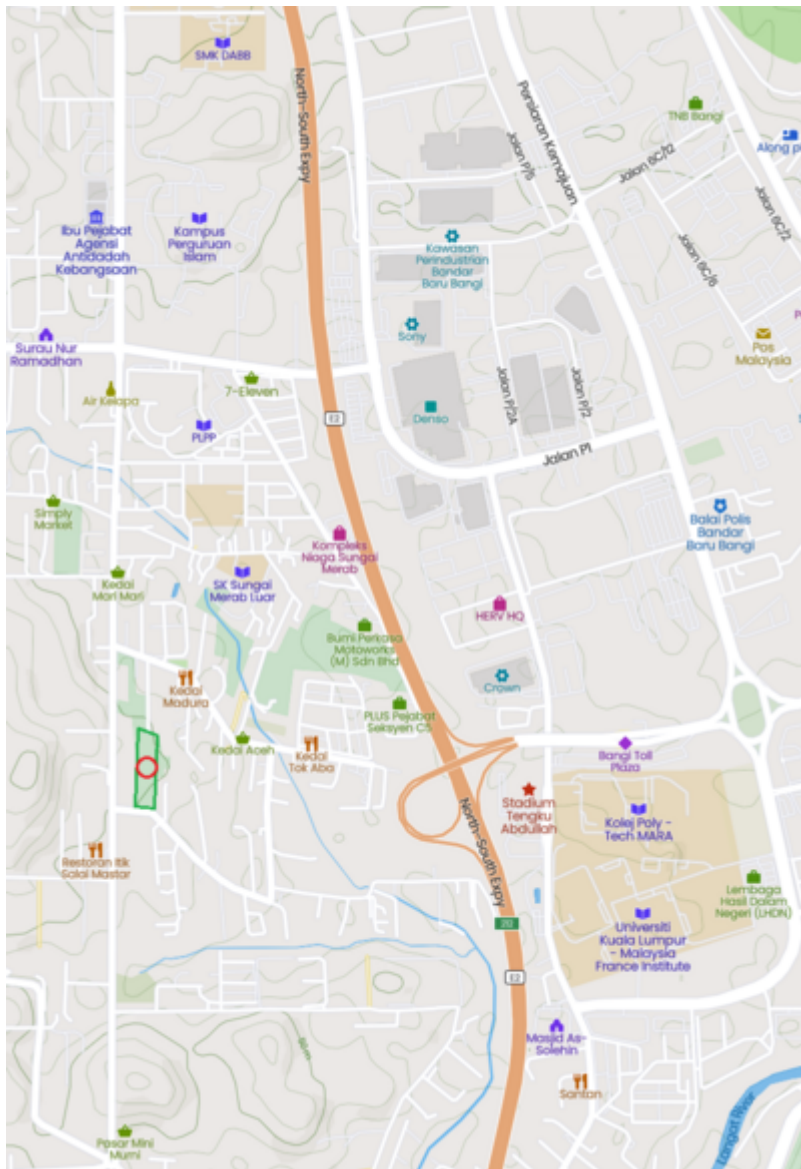 SMK DABB
North-South Expy
Persiaran Kemajuan
TNB Bangi
Jalan P/5
Along p
Jalan 6C/12
Ibu Pejabat
Agensi
Antidadah
Kebangsaan
Kampus
Perguruan
Islam
Kawasan
Perindustrian
Bandar
Baru Bangi
Jalan 6C/2
Jalan 6C/6
Sony
Surau Nur
Ramadhan
Pos
Malaysia
7-Eleven
Air Kelapa
Jalan P/2A
Jalan P/2
E2
Denso
PLPP
Jalan P1
Simply
Market
Balai Polis
Bandar
Baru Bangi
Kompleks
Niaga Sungai
Merab
Kedai
Mari Mari
SK Sungai
Merab Luar
HERV HQ
Bumi Perkasa
Motoworks
(M) Sdn Bhd
Crown
Kedai
Madura
PLUS Pejabat
Seksyen C5
Kedai Aceh
Kedai
Tok Aba
Bangi Toll
Plaza
Stadium
Tengku
Abdullah
North-South Expy
Kolej Poly -
Tech MARA
Restoran Itik
Salai Mastar
Lembaga
Hasil Dalam
Negeri (LHDN)
20
Universiti
Kuala Lumpur
- Malaysia
France Institute
E2
Masjid As-
Solehin
Santan
Langat River
Pasar Mini
Murni